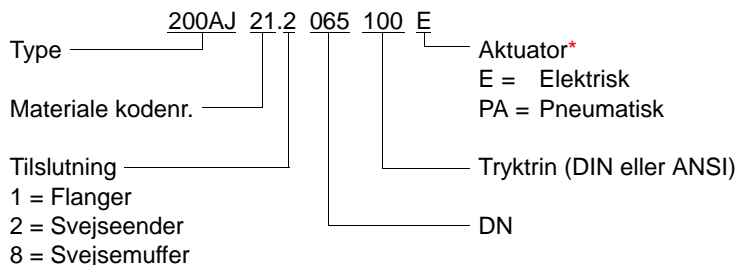 200AJ 21.2 065 100 E
Type
Aktuator*
E = Elektrisk
PA = Pneumatisk
Materiale kodenr.
Tilslutning
1 = Flanger
2 = Svejseender
8 = Svejsemuffer
Tryktrin (DIN eller ANSI)
DN